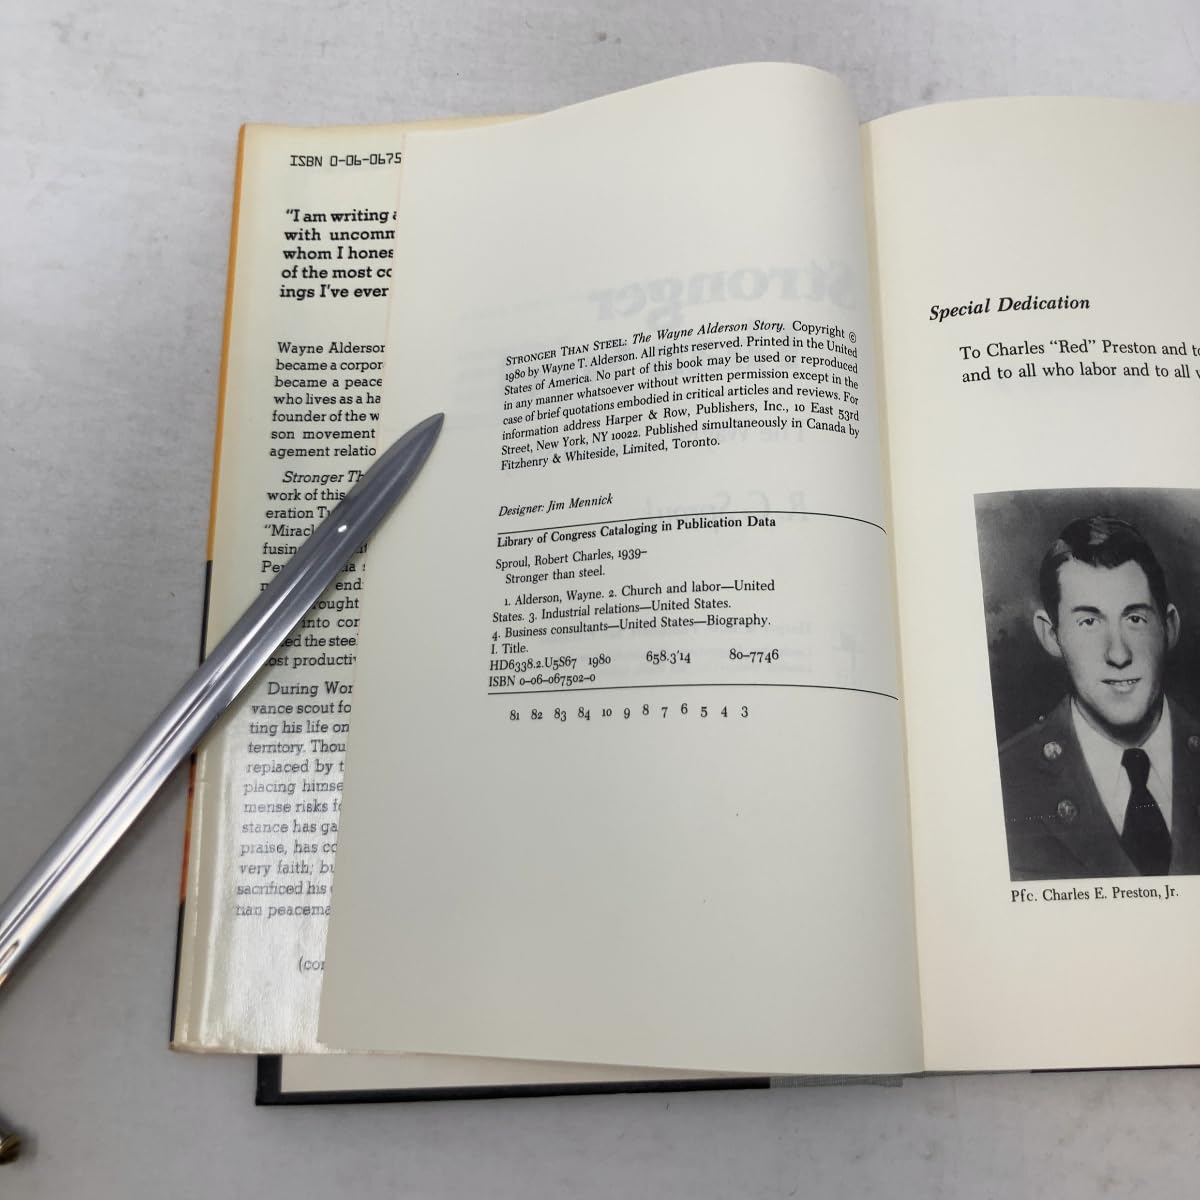 ISBN 0-06-0675
"I am writing a
with uncomm
whom I hones
of the most co
ings I've ever
Wayne Alderson
became a corpor
became a peace
who lives as a ha
founder of the w
son movement
agement relatio
Stronger Th
work of this
eration Tu
"Miracl
fusin
Pe
end
rought
into cor
ed the stee
ost productiv
During Wor
vance scout fo
ting his life on
territory. Thou
replaced by t
placing himse
mense risks fo
stance has ga
praise, has co
very faith; bu
sacrificed his
tian peacema
(cor
Stronger
STRONGER THAN STEEL: The Wayne Alderson Story. Copyright ©
1980 by Wayne T. Alderson. All rights reserved. Printed in the United
States of America. No part of this book may be used or reproduced
in any manner whatsoever without written permission except in the
case of brief quotations embodied in critical articles and reviews. For
information address Harper & Row, Publishers, Inc., 10 East 53rd
Street, New York, NY 10022. Published simultaneously in Canada by
Fitzhenry & Whiteside, Limited, Toronto.
Designer: Jim Mennick
Library of Congress Cataloging in Publication Data
Sproul, Robert Charles, 1939–
Stronger than steel.
1. Alderson, Wayne. 2. Church and labor—United
States. 3. Industrial relations—United States.
4. Business consultants—United States—Biography.
I. Title.
HD6338.2.U5S67 1980 658.3'14 80–7746
ISBN 0–06–067502–0
81 82 83 84 10 9 8 7 6 5 4 3
Special Dedication
To Charles "Red" Preston and to
and to all who labor and to all w
Pfc. Charles E. Preston, Jr.